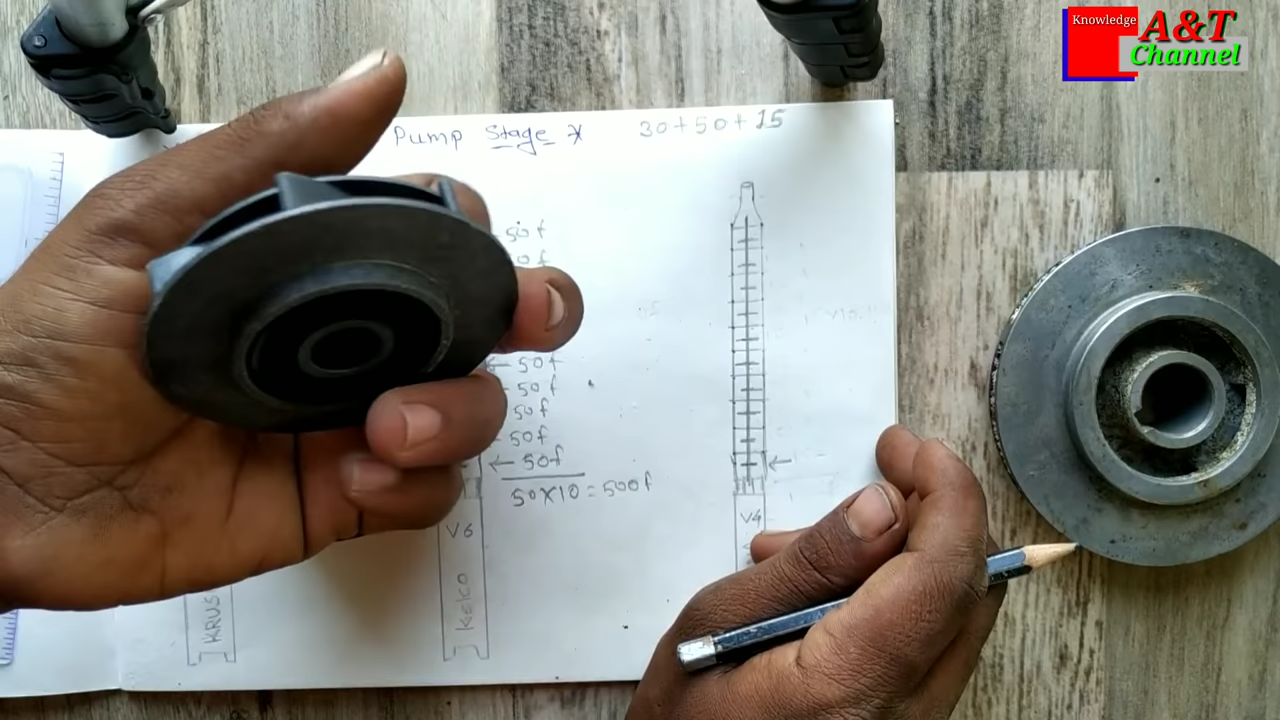 Knowledge
A&T
Channel
Pump Stage * 30+50+15
50f
50f
50f
50f
50f
50f
50×10=500f
V6
V4
KRUS
KELCO